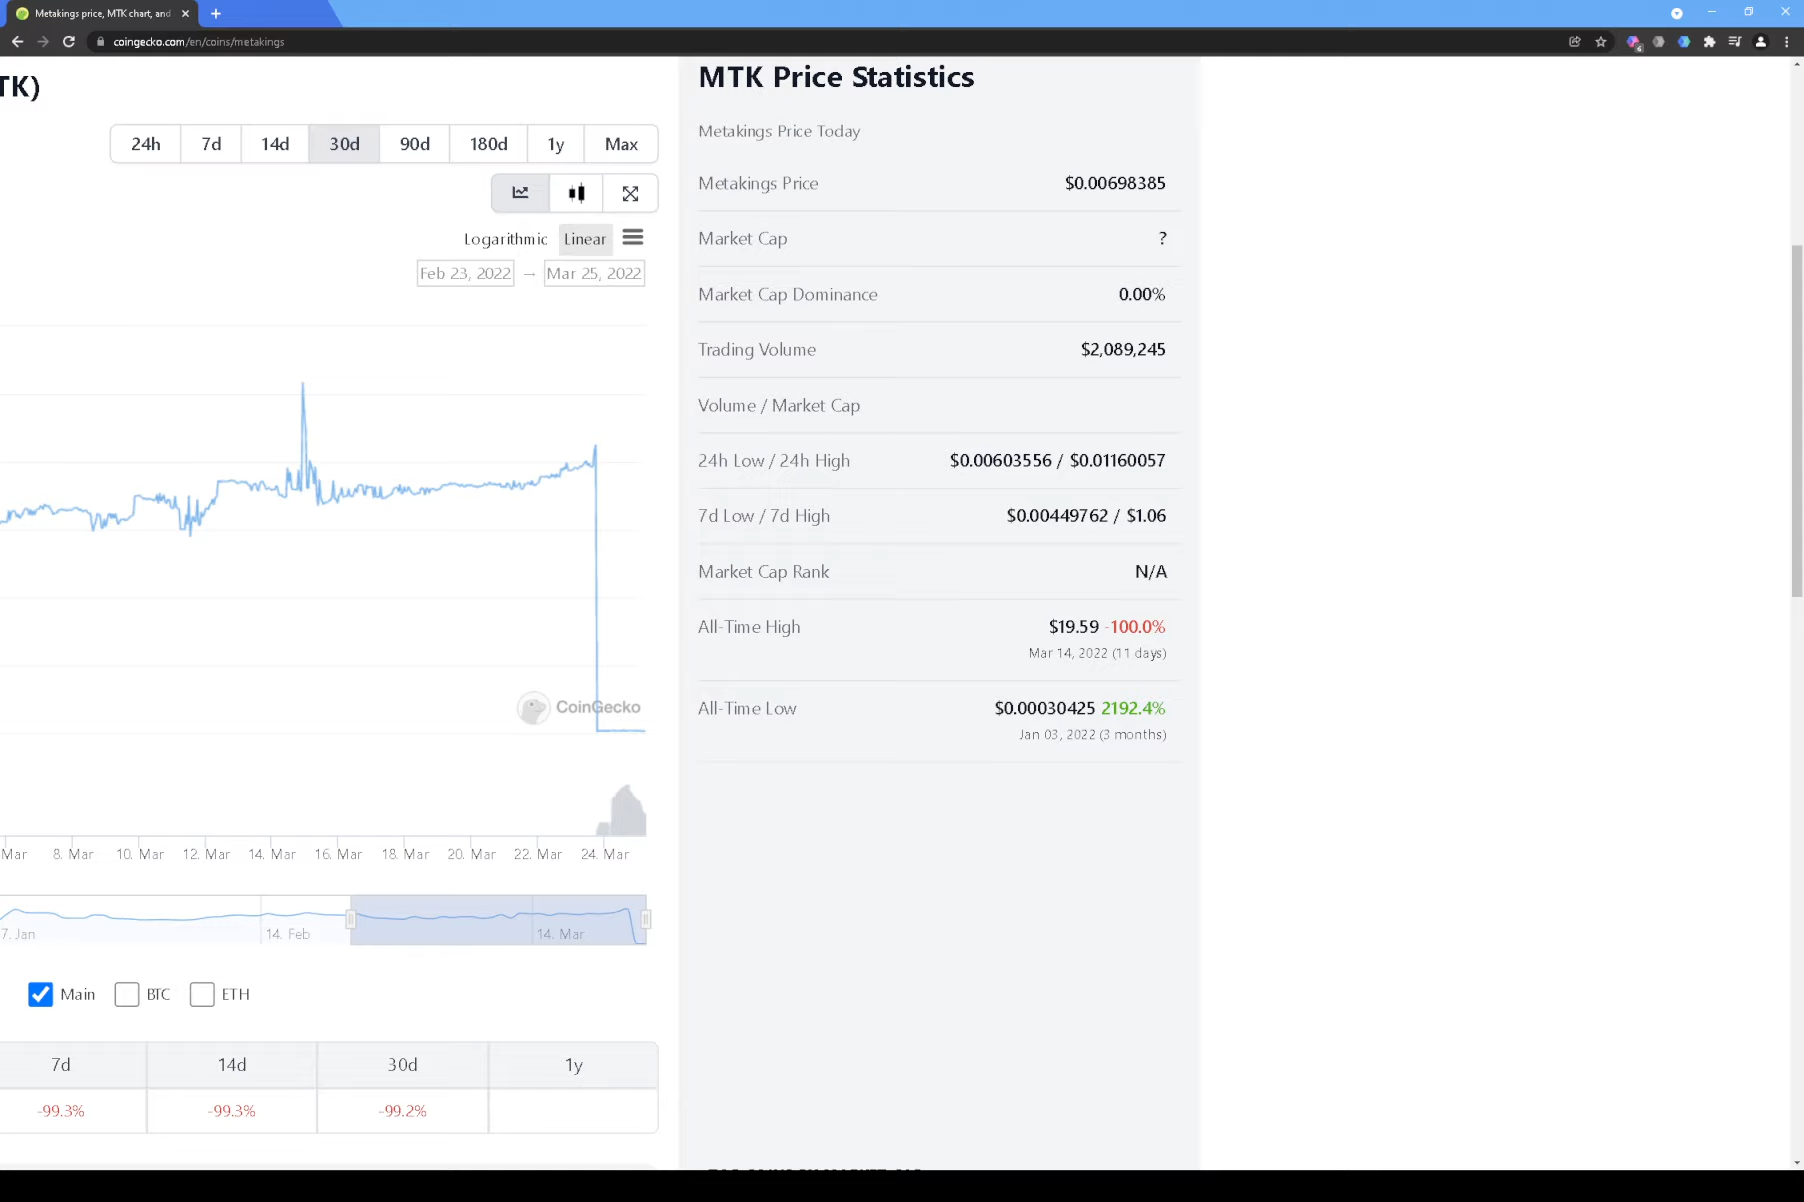 Metakings price, MTK chart, and
coingecko.com/en/coins/metakings
TK)
24h 7d 14d 30d 90d 180d 1y Max
Logarithmic Linear
Feb 23, 2022 → Mar 25, 2022
CoinGecko
Mar 8. Mar 10. Mar 12. Mar 14. Mar 16. Mar 18. Mar 20. Mar 22. Mar 24. Mar
7. Jan 14. Feb 14. Mar
Main BTC ETH
7d 14d 30d 1y
-99.3% -99.3% -99.2%
MTK Price Statistics
Metakings Price Today
Metakings Price $0.00698385
Market Cap ?
Market Cap Dominance 0.00%
Trading Volume $2,089,245
Volume / Market Cap
24h Low / 24h High $0.00603556 / $0.01160057
7d Low / 7d High $0.00449762 / $1.06
Market Cap Rank N/A
All-Time High $19.59 -100.0%
Mar 14, 2022 (11 days)
All-Time Low $0.00030425 2192.4%
Jan 03, 2022 (3 months)